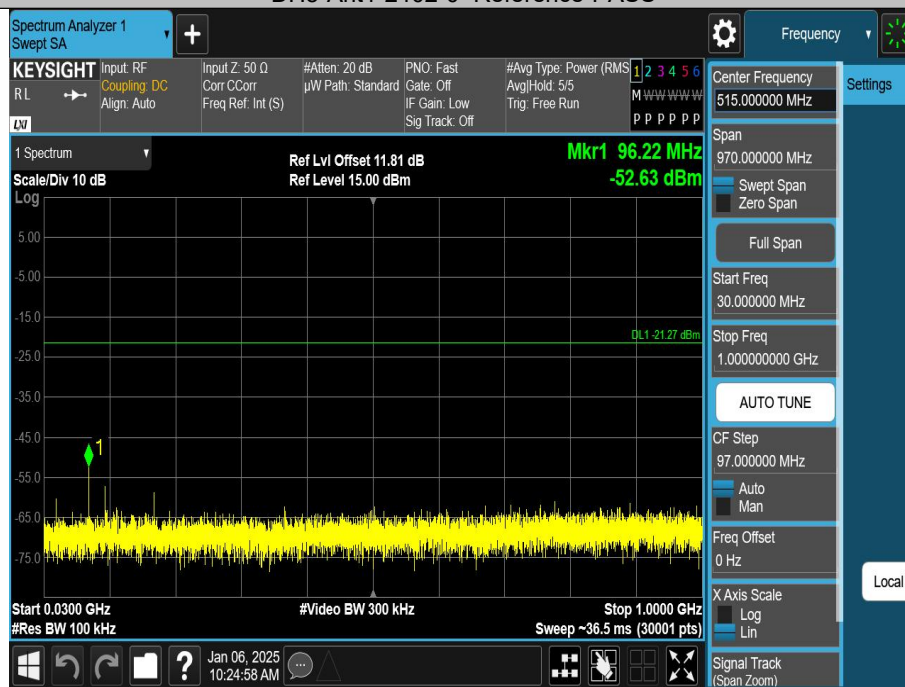 Spectrum Analyzer 1
Swept SA
Frequency
KEYSIGHT
RL
LXI
Input: RF
Coupling: DC
Align: Auto
Input Z: 50 Ω
Corr CCorr
Freq Ref: Int (S)
#Atten: 20 dB
µW Path: Standard
PNO: Fast
Gate: Off
IF Gain: Low
Sig Track: Off
#Avg Type: Power (RMS
Avg|Hold: 5/5
Trig: Free Run
1 2 3 4 5 6
M W W W W W
P P P P P P
1 Spectrum
Scale/Div 10 dB
Log
Ref Lvl Offset 11.81 dB
Ref Level 15.00 dBm
Mkr1 96.22 MHz
-52.63 dBm
5.00
-5.00
-15.0
DL1 -21.27 dBm
-25.0
-35.0
-45.0
1
-55.0
-65.0
-75.0
Start 0.0300 GHz
#Res BW 100 kHz
#Video BW 300 kHz
Stop 1.0000 GHz
Sweep ~36.5 ms (30001 pts)
Jan 06, 2025
10:24:58 AM
Center Frequency
515.000000 MHz
Span
970.000000 MHz
Swept Span
Zero Span
Full Span
Start Freq
30.000000 MHz
Stop Freq
1.000000000 GHz
AUTO TUNE
CF Step
97.000000 MHz
Auto
Man
Freq Offset
0 Hz
X Axis Scale
Log
Lin
Signal Track
(Span Zoom)
Settings
Local